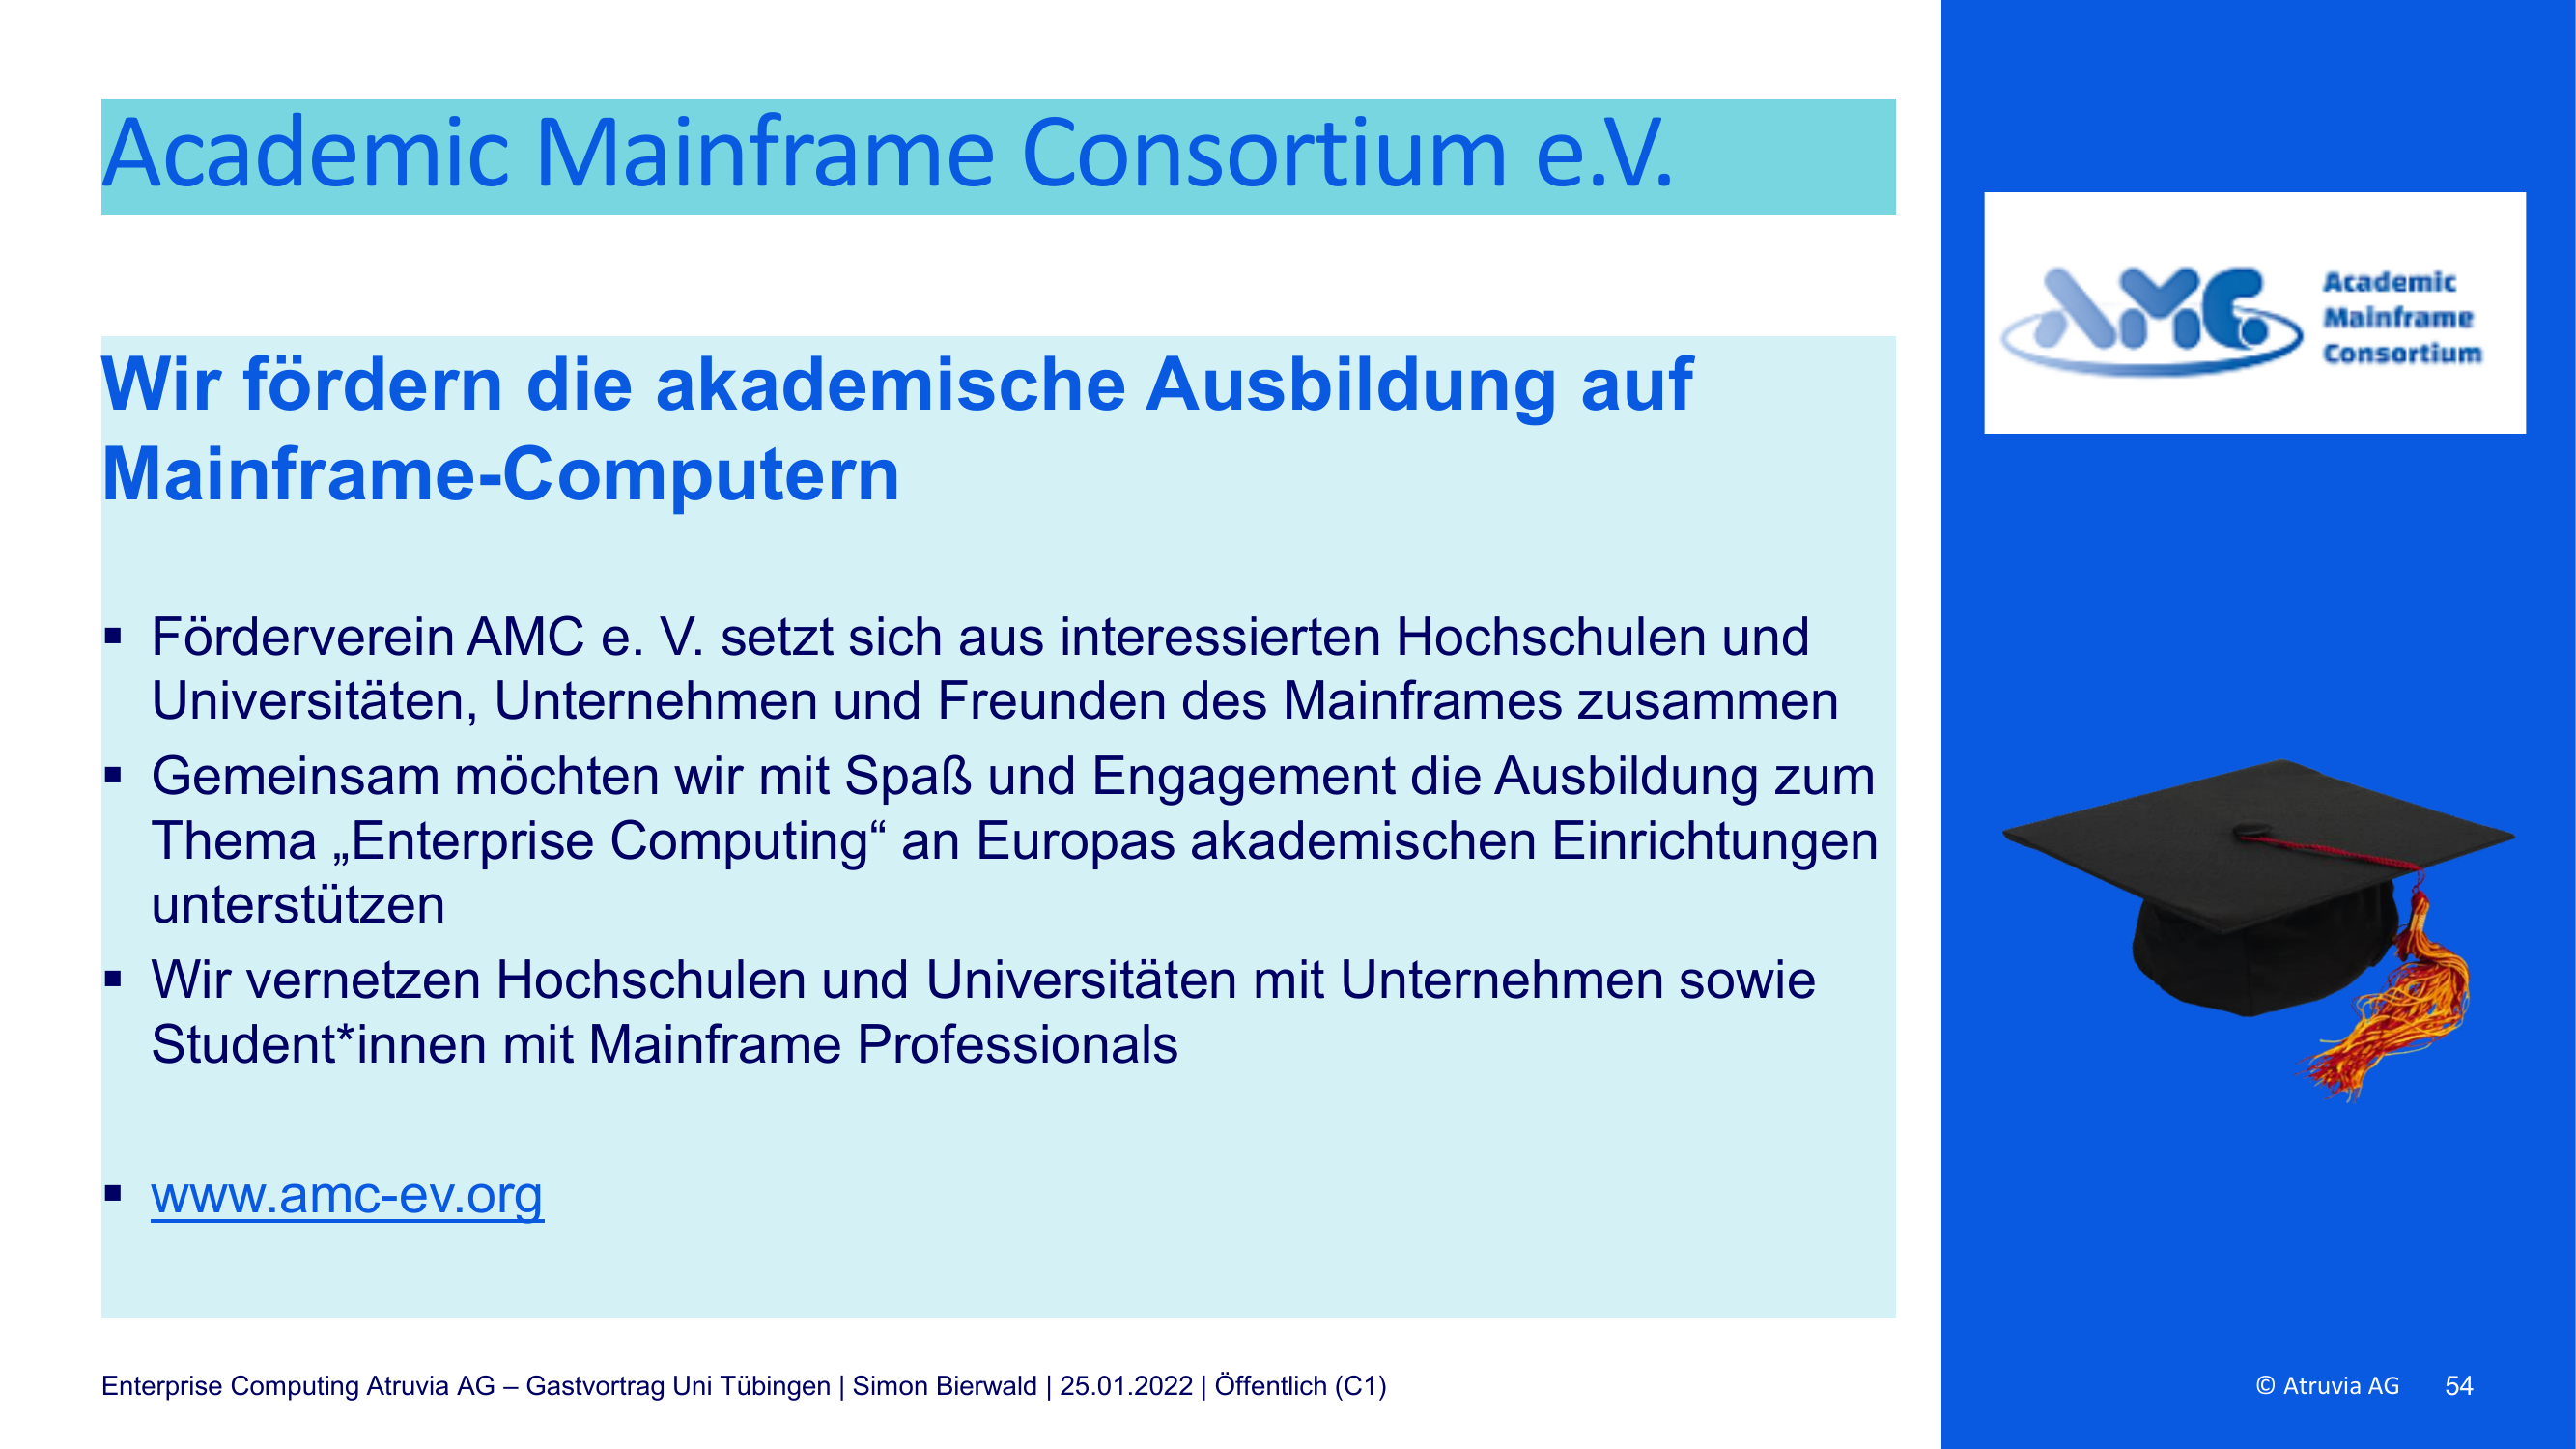 Academic Mainframe Consortium e.V.
Academic
Mainframe
Consortium
Wir fördern die akademische Ausbildung auf
Mainframe-Computern
▪ Förderverein AMC e. V. setzt sich aus interessierten Hochschulen und
Universitäten, Unternehmen und Freunden des Mainframes zusammen
▪ Gemeinsam möchten wir mit Spaß und Engagement die Ausbildung zum
Thema „Enterprise Computing“ an Europas akademischen Einrichtungen
unterstützen
▪ Wir vernetzen Hochschulen und Universitäten mit Unternehmen sowie
Student*innen mit Mainframe Professionals
▪ www.amc-ev.org
AMC
Enterprise Computing Atruvia AG – Gastvortrag Uni Tübingen | Simon Bierwald | 25.01.2022 | Öffentlich (C1)
© Atruvia AG 54